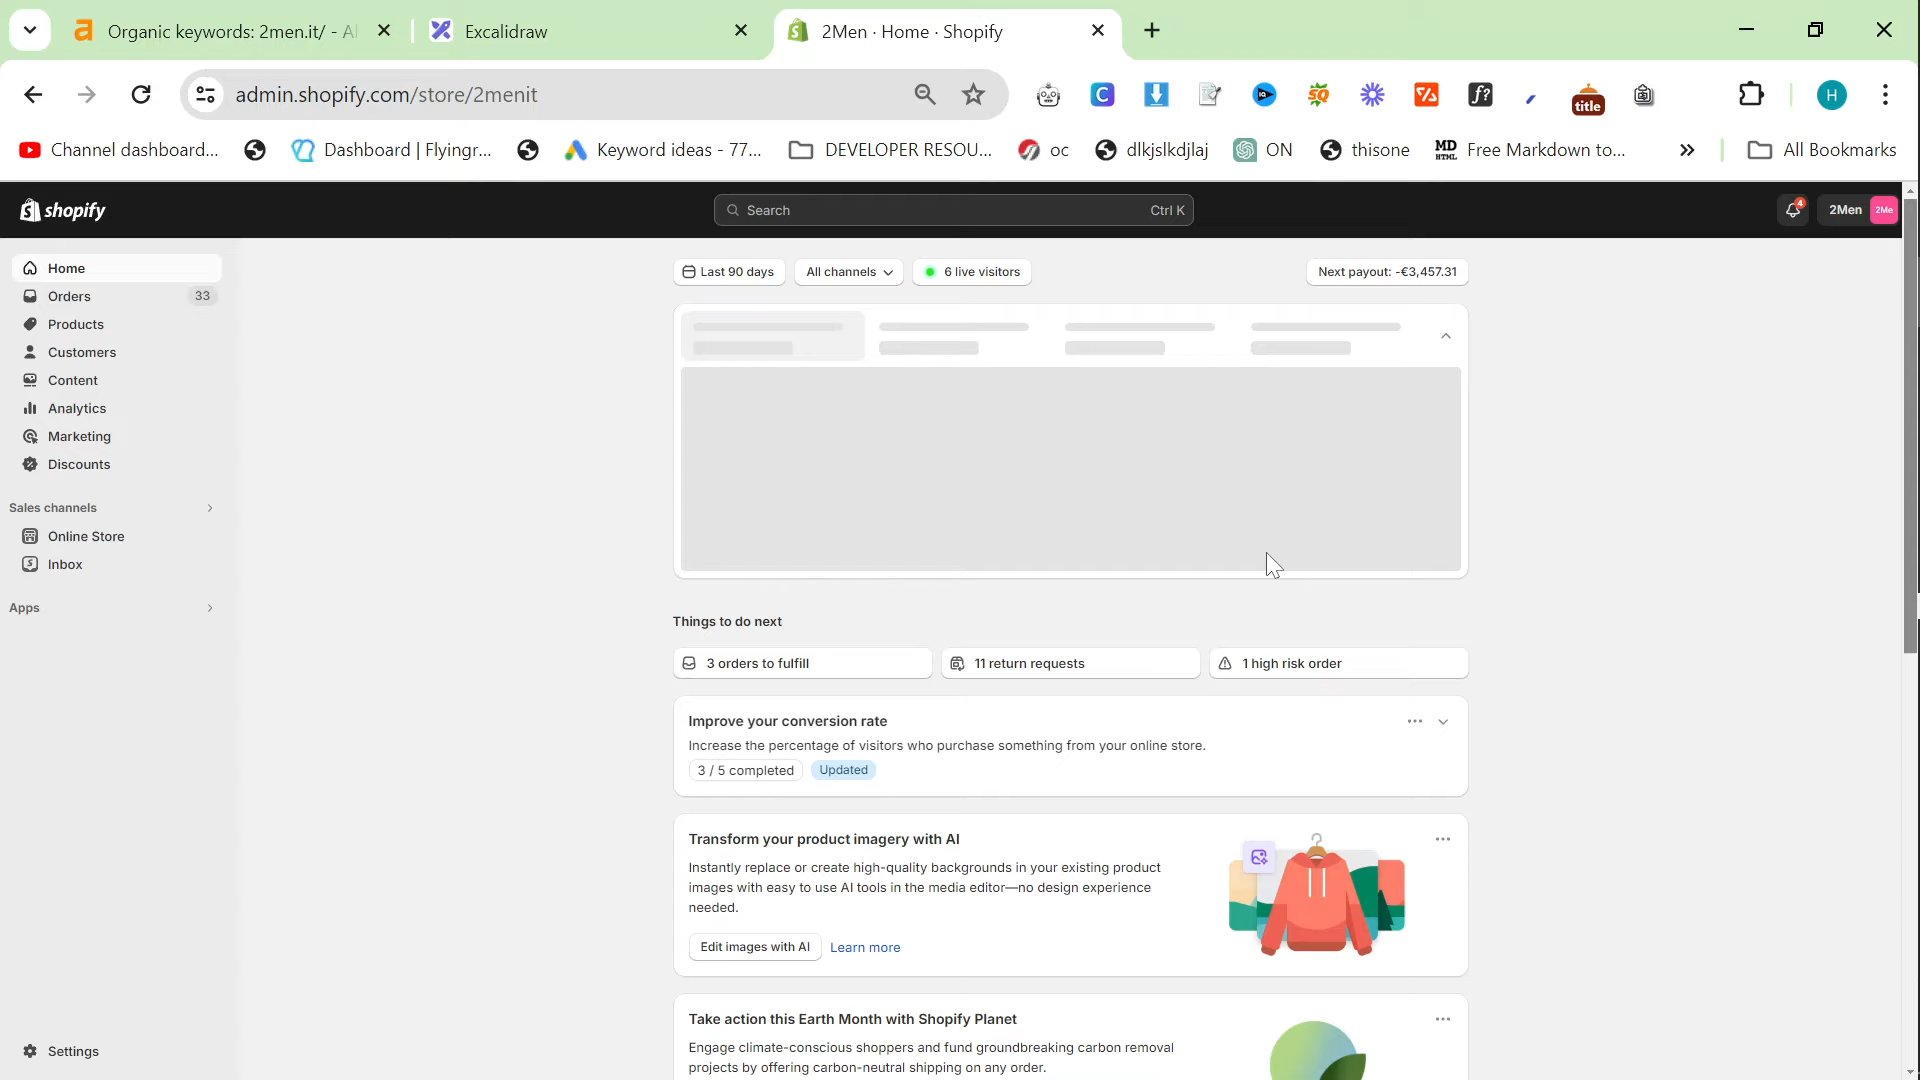 Organic keywords: 2men.it/ - Al
Excalidraw
2Men · Home · Shopify
admin.shopify.com/store/2menit
title
H
Channel dashboard...
Dashboard | Flyingr...
Keyword ideas - 77...
DEVELOPER RESOU...
oc
dlkjslkdjlaj
ON
thisone
MD HTML
Free Markdown to...
All Bookmarks
shopify
Search
Ctrl K
4
2Men
2Me
Home
Orders
33
Products
Customers
Content
Analytics
Marketing
Discounts
Sales channels
Online Store
Inbox
Apps
Settings
Last 90 days
All channels
6 live visitors
Next payout: -€3,457.31
Things to do next
3 orders to fulfill
11 return requests
1 high risk order
Improve your conversion rate
Increase the percentage of visitors who purchase something from your online store.
3 / 5 completed
Updated
Transform your product imagery with AI
Instantly replace or create high-quality backgrounds in your existing product
images with easy to use AI tools in the media editor—no design experience
needed.
Edit images with AI
Learn more
Take action this Earth Month with Shopify Planet
Engage climate-conscious shoppers and fund groundbreaking carbon removal
projects by offering carbon-neutral shipping on any order.